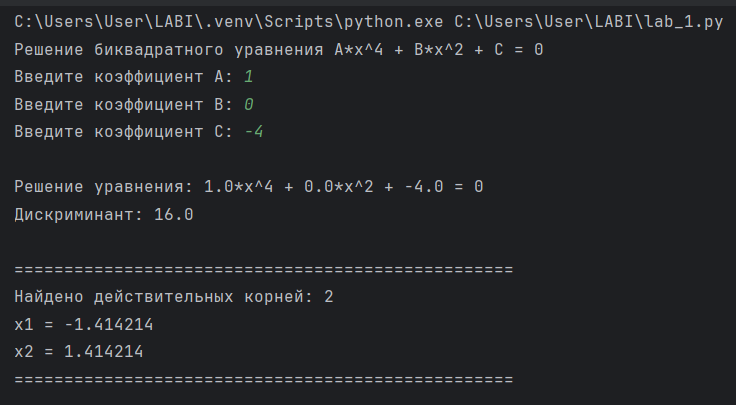 C:\Users\User\LABI\.venv\Scripts\python.exe C:\Users\User\LABI\lab_1.py
Решение биквадратного уравнения A*x^4 + B*x^2 + C = 0
Введите коэффициент A: 1
Введите коэффициент B: 0
Введите коэффициент C: -4
Решение уравнения: 1.0*x^4 + 0.0*x^2 + -4.0 = 0
Дискриминант: 16.0
==================================================
Найдено действительных корней: 2
x1 = -1.414214
x2 = 1.414214
==================================================